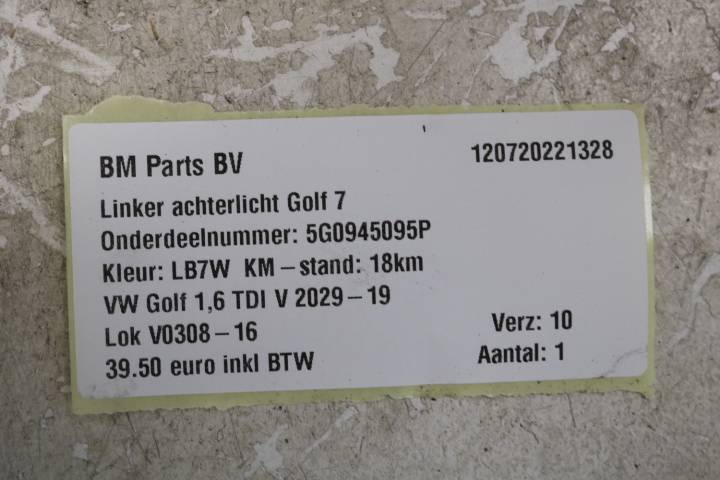 BM Parts BV 120720221328
Linker achterlicht Golf 7
Onderdeelnummer: 5G0945095P
Kleur: LB7W KM – stand: 18km
VW Golf 1,6 TDI V 2029 – 19
Lok V0308 – 16 Verz: 10
39.50 euro inkl BTW Aantal: 1